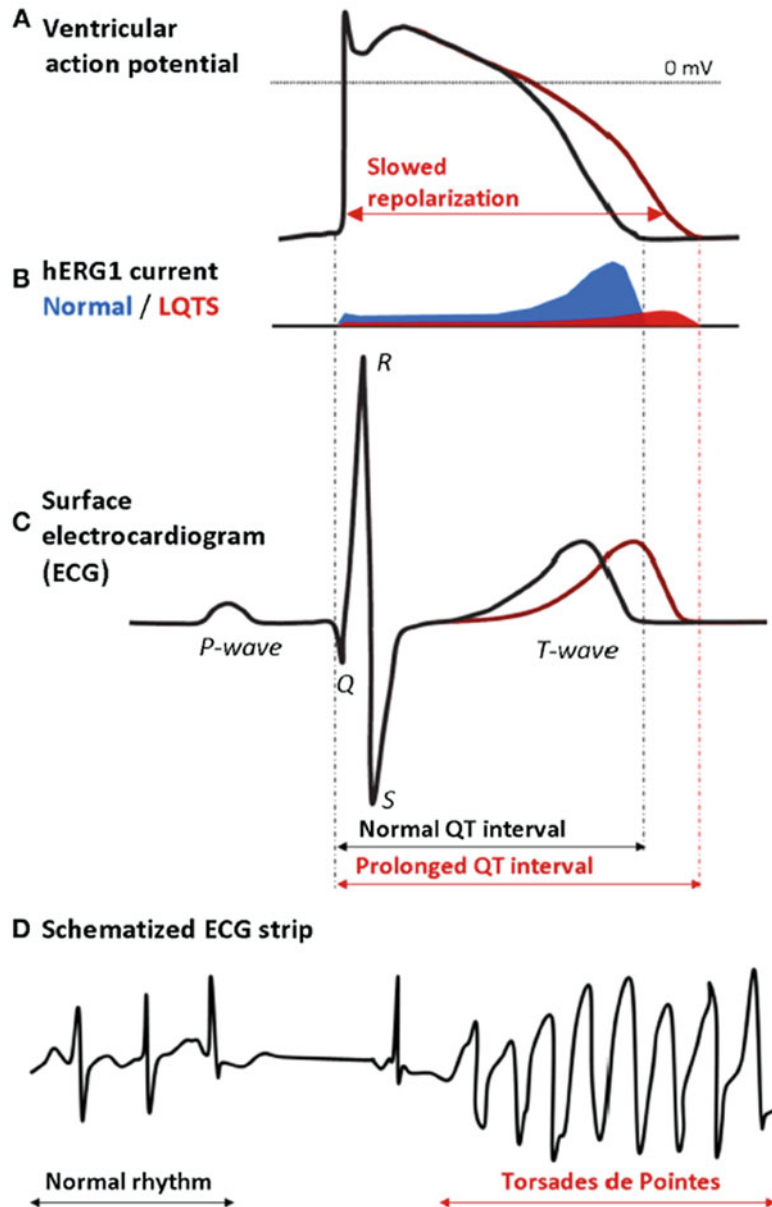 A Ventricular
action potential
0 mV
Slowed
repolarization
B hERG1 current
Normal / LQTS
R
C Surface
electrocardiogram
(ECG)
P-wave
Q
T-wave
S
Normal QT interval
Prolonged QT interval
D Schematized ECG strip
Normal rhythm
Torsades de Pointes